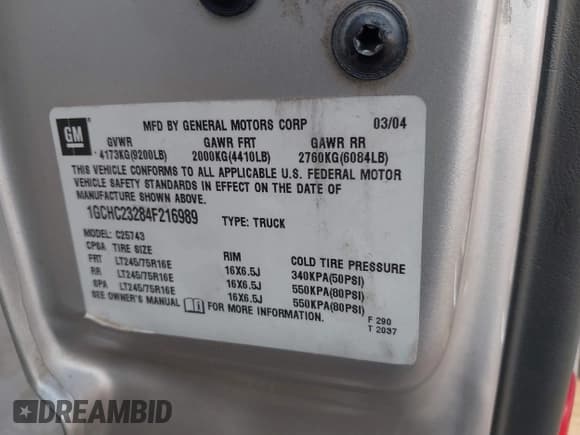 GM
MFD BY GENERAL MOTORS CORP 03/04
GVWR GAWR FRT GAWR RR
4173KG(9200LB) 2000KG(4410LB) 2760KG(6084LB)
THIS VEHICLE CONFORMS TO ALL APPLICABLE U.S. FEDERAL MOTOR
VEHICLE SAFETY STANDARDS IN EFFECT ON THE DATE OF
MANUFACTURE SHOWN ABOVE.
1GCHC23284F216989 TYPE: TRUCK
MODEL: C25743
CPSA TIRE SIZE RIM COLD TIRE PRESSURE
FRT LT245/75R16E 16X6.5J 340KPA(50PSI)
RR LT245/75R16E 16X6.5J 550KPA(80PSI)
SPA LT245/75R16E 16X6.5J 550KPA(80PSI)
SEE OWNER'S MANUAL FOR MORE INFORMATION.
F 290
T 2037
DREAMBID